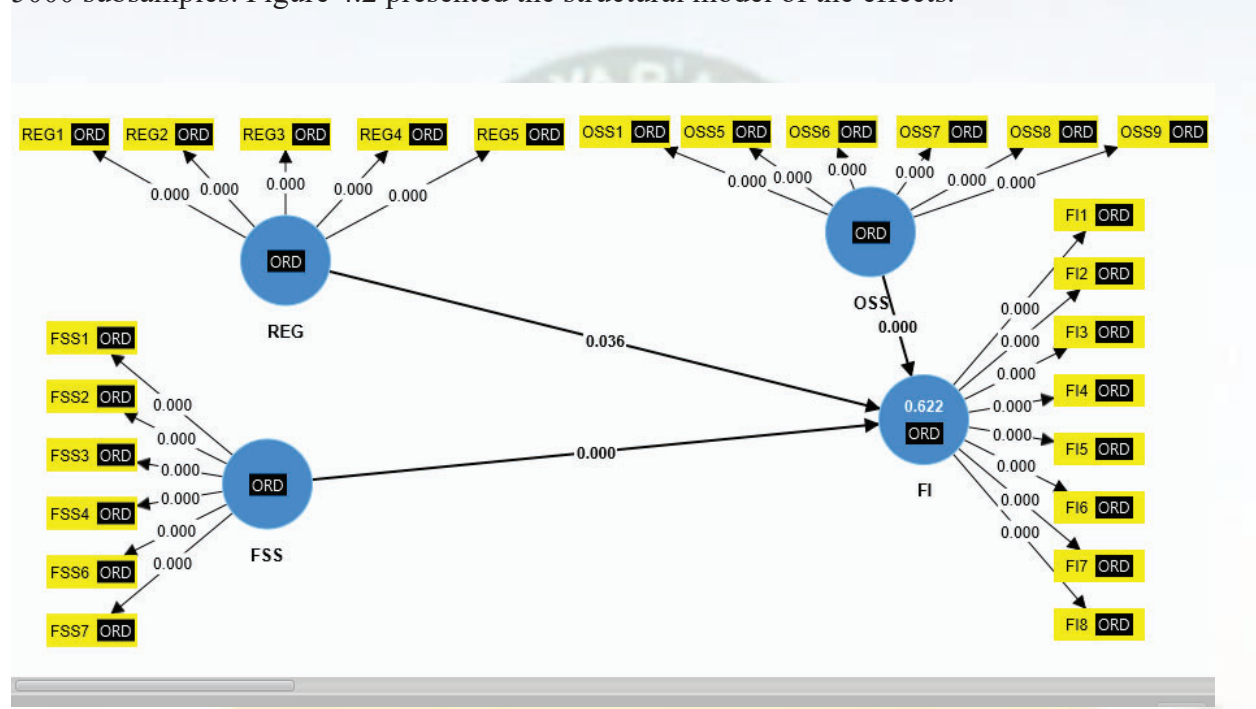 5000 subsamples. Figure 4.2 presented the structural model of the effects.
REG1 ORD REG2 ORD REG3 ORD REG4 ORD REG5 ORD OSS1 ORD OSS5 ORD OSS6 ORD OSS7 ORD OSS8 ORD OSS9 ORD
0.000 0.000 0.000 0.000 0.000
0.000 0.000 0.000 0.000 0.000 0.000
ORD
REG
ORD
OSS
0.036
0.000
FSS1 ORD
FSS2 ORD
FSS3 ORD
FSS4 ORD
FSS6 ORD
FSS7 ORD
0.000
0.000
0.000
0.000
0.000
0.000
ORD
FSS
0.000
0.622
ORD
FI
0.000
0.000
0.000
0.000
0.000
0.000
0.000
0.000
FI1 ORD
FI2 ORD
FI3 ORD
FI4 ORD
FI5 ORD
FI6 ORD
FI7 ORD
FI8 ORD